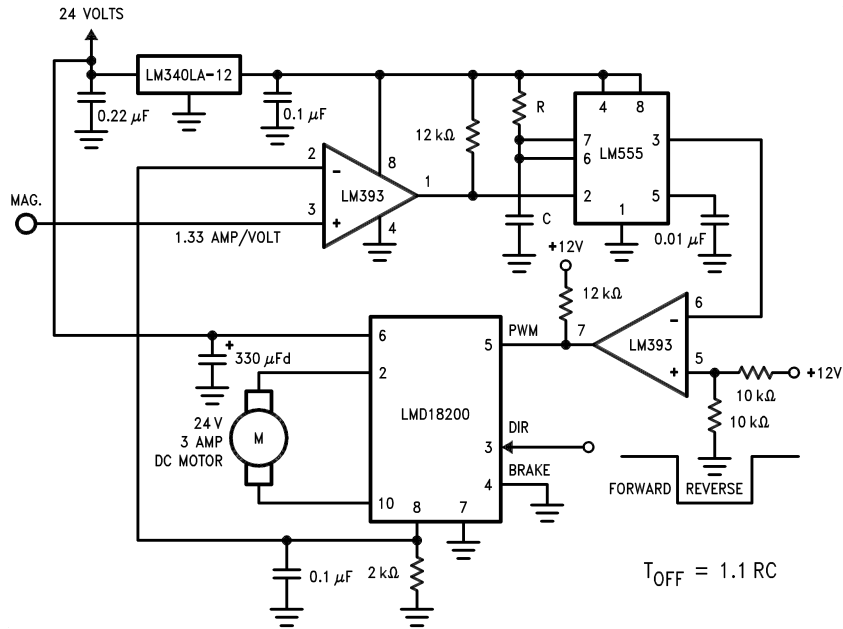 24 VOLTS
LM340LA-12
0.22 µF
0.1 µF
12 kΩ
R
4 8
7
6
LM555
3
2
5
1
C
0.01 µF
2
8
LM393
1
3
4
MAG.
1.33 AMP/VOLT
+12V
12 kΩ
6
LM393
7
5
+12V
10 kΩ
10 kΩ
PWM
6
5
330 µFd
2
LMD18200
24 V
3 AMP
DC MOTOR
M
DIR
3
BRAKE
4
10
8
7
FORWARD REVERSE
0.1 µF
2 kΩ
T_OFF = 1.1 RC